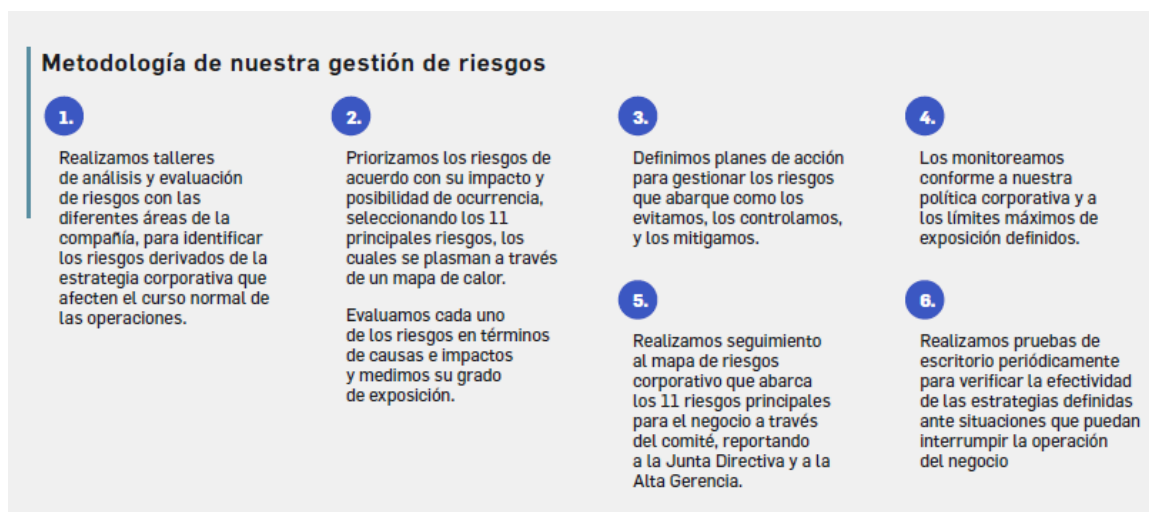 Metodología de nuestra gestión de riesgos
1.
Realizamos talleres
de análisis y evaluación
de riesgos con las
diferentes áreas de la
compañía, para identificar
los riesgos derivados de la
estrategia corporativa que
afecten el curso normal de
las operaciones.
2.
Priorizamos los riesgos de
acuerdo con su impacto y
posibilidad de ocurrencia,
seleccionando los 11
principales riesgos, los
cuales se plasman a través
de un mapa de calor.
Evaluamos cada uno
de los riesgos en términos
de causas e impactos
y medimos su grado
de exposición.
3.
Definimos planes de acción
para gestionar los riesgos
que abarque como los
evitamos, los controlamos,
y los mitigamos.
4.
Los monitoreamos
conforme a nuestra
política corporativa y a
los límites máximos de
exposición definidos.
5.
Realizamos seguimiento
al mapa de riesgos
corporativo que abarca
los 11 riesgos principales
para el negocio a través
del comité, reportando
a la Junta Directiva y a la
Alta Gerencia.
6.
Realizamos pruebas de
escritorio periódicamente
para verificar la efectividad
de las estrategias definidas
ante situaciones que puedan
interrumpir la operación
del negocio